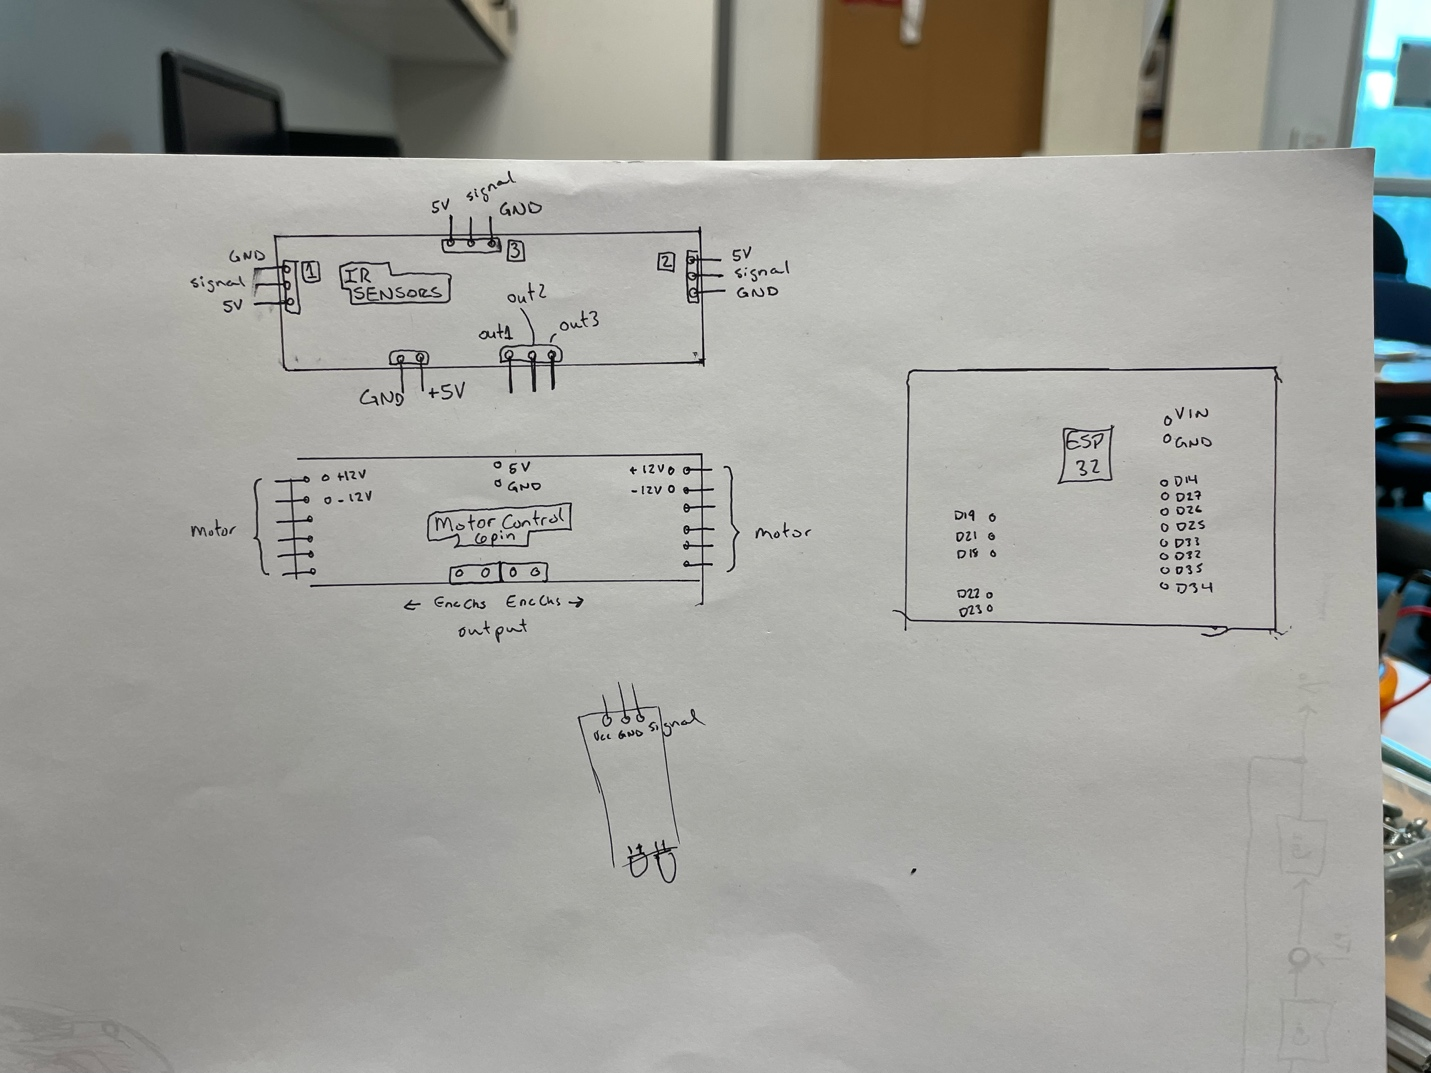 5V signal GND
3
GND
signal
5V
1
IR
SENSORS
2
5V
signal
GND
out2
out1
out3
GND +5V
motor
+12V
-12V
5V
GND
Motor Control
6pin
+12V
-12V
motor
← EncChs EncChs →
output
ESP
32
VIN
GND
D14
D27
D26
D25
D33
D32
D35
D34
D19
D21
D18
D22
D23
Vcc GND signal